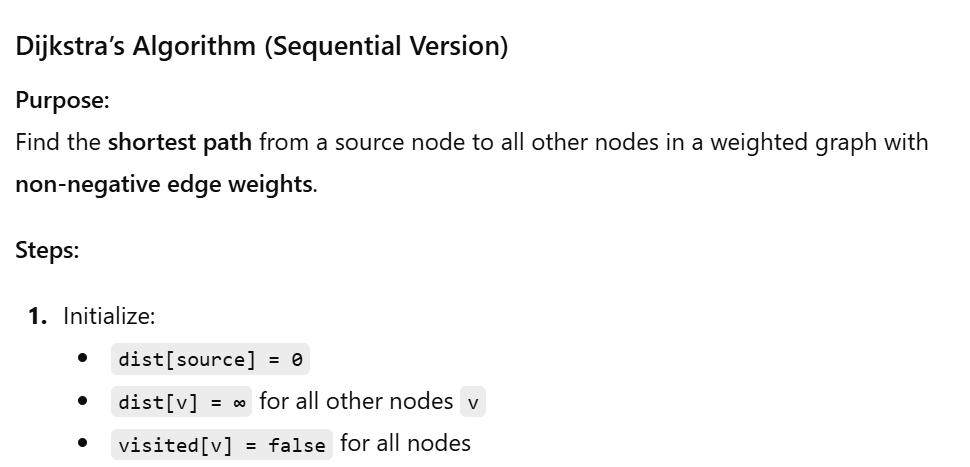 Dijkstra’s Algorithm (Sequential Version)
Purpose:
Find the shortest path from a source node to all other nodes in a weighted graph with
non-negative edge weights.
Steps:
1. Initialize:
• dist[source] = 0
• dist[v] = ∞ for all other nodes v
• visited[v] = false for all nodes